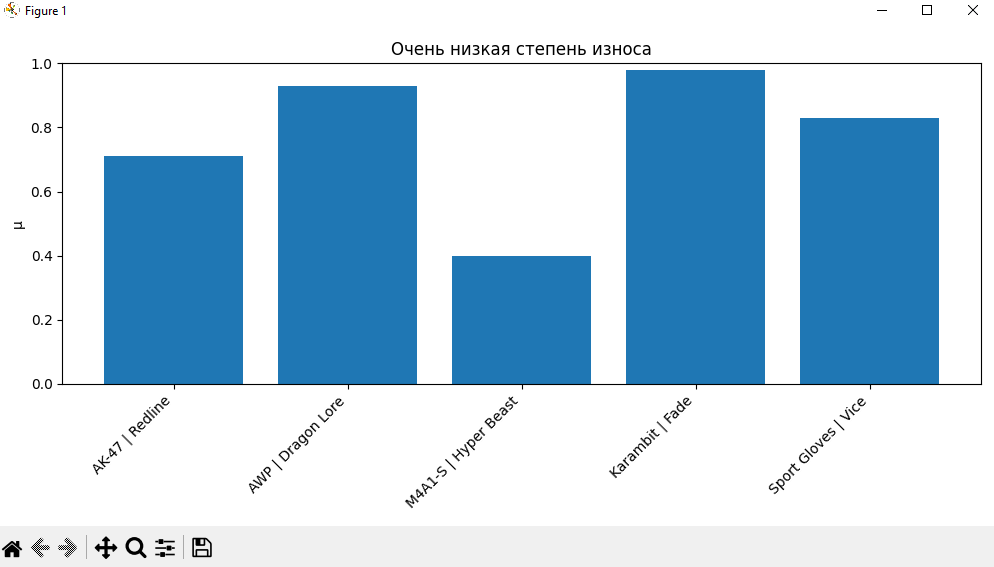 Figure 1
Очень низкая степень износа
1.0
0.8
0.6
0.4
0.2
0.0
μ
AK-47 | Redline
AWP | Dragon Lore
M4A1-S | Hyper Beast
Karambit | Fade
Sport Gloves | Vice